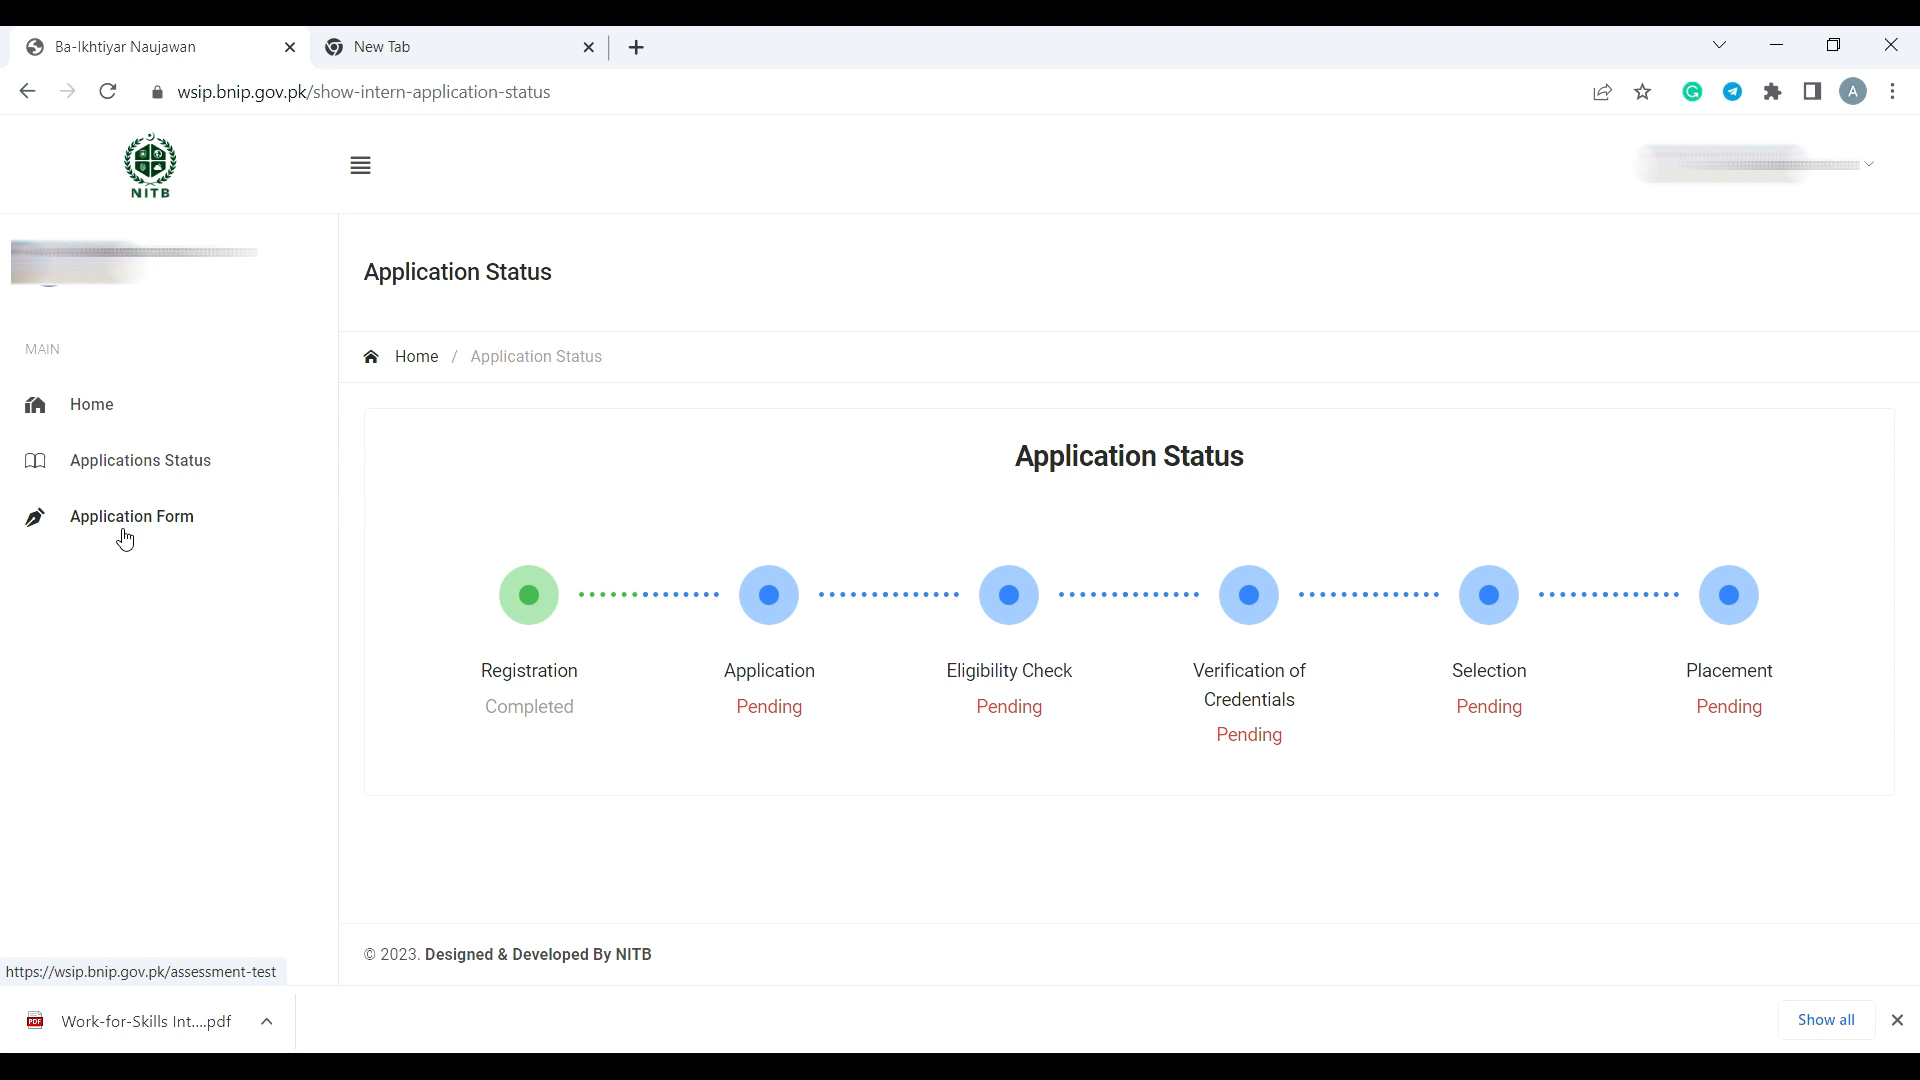 Ba-Ikhtiyar Naujawan
New Tab
wsip.bnip.gov.pk/show-intern-application-status
A
NITB
Application Status
MAIN
Home / Application Status
Home
Applications Status
Application Form
Application Status
Registration
Completed
Application
Pending
Eligibility Check
Pending
Verification of
Credentials
Pending
Selection
Pending
Placement
Pending
© 2023. Designed & Developed By NITB
https://wsip.bnip.gov.pk/assessment-test
PDF
Work-for-Skills Int....pdf
Show all